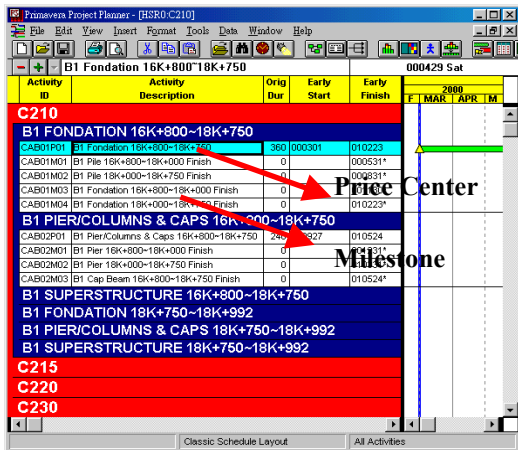 Primavera Project Planner - [HSR0:C210]
File Edit View Insert Format Tools Data Window Help
B1 Fondation 16K+800~18K+750 000429 Sat
Activity ID Activity Description Orig Dur Early Start Early Finish 2000
F MAR APR M
C210
B1 FONDATION 16K+800~18K+750
CAB01P01 B1 Fondation 16K+800~18K+750 360 000301 010223
CAB01M01 B1 Pile 16K+800~18K+000 Finish 0 000531*
CAB01M02 B1 Pile 18K+000~18K+750 Finish 0
CAB01M03 B1 Fondation 16K+800~18K+000 Finish 0
Price Center
CAB01M04 B1 Fondation 18K+000~18K+750 Finish 0 010223*
B1 PIER/COLUMNS & CAPS 16K+800~18K+750
CAB02P01 B1 Pier/Columns & Caps 16K+800~18K+750 240 010524
CAB02M01 B1 Pier 16K+800~18K+000 Finish 0
CAB02M02 B1 Pier 18K+000~18K+750 Finish 0
Milestone
CAB02M03 B1 Cap Beam 16K+800~18K+750 Finish 0 010524*
B1 SUPERSTRUCTURE 16K+800~18K+750
B1 FONDATION 18K+750~18K+992
B1 PIER/COLUMNS & CAPS 18K+750~18K+992
B1 SUPERSTRUCTURE 18K+750~18K+992
C215
C220
C230
Classic Schedule Layout All Activities